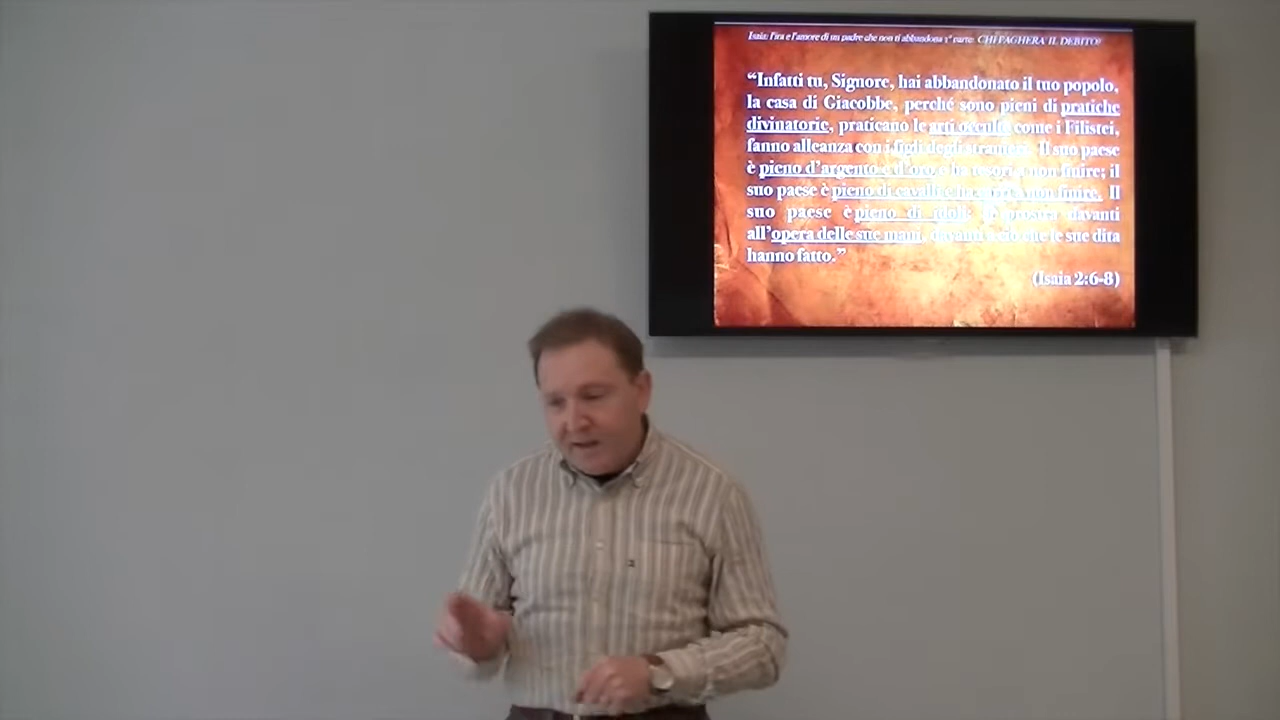 Isaia: l'ira e l'amore di un padre che non ti abbandona 1° parte: CHI PAGHERA' IL DEBITO?
“Infatti tu, Signore, hai abbandonato il tuo popolo,
la casa di Giacobbe, perché sono pieni di pratiche
divinatorie, praticano le arti occulte come i Filistei,
fanno alleanza con i figli degli stranieri. Il suo paese
è pieno d’argento e d’oro e ha tesori a non finire; il
suo paese è pieno di cavalli e ha carri a non finire. Il
suo paese è pieno di idoli; si prostra davanti
all’opera delle sue mani, davanti a ciò che le sue dita
hanno fatto.”
(Isaia 2:6-8)